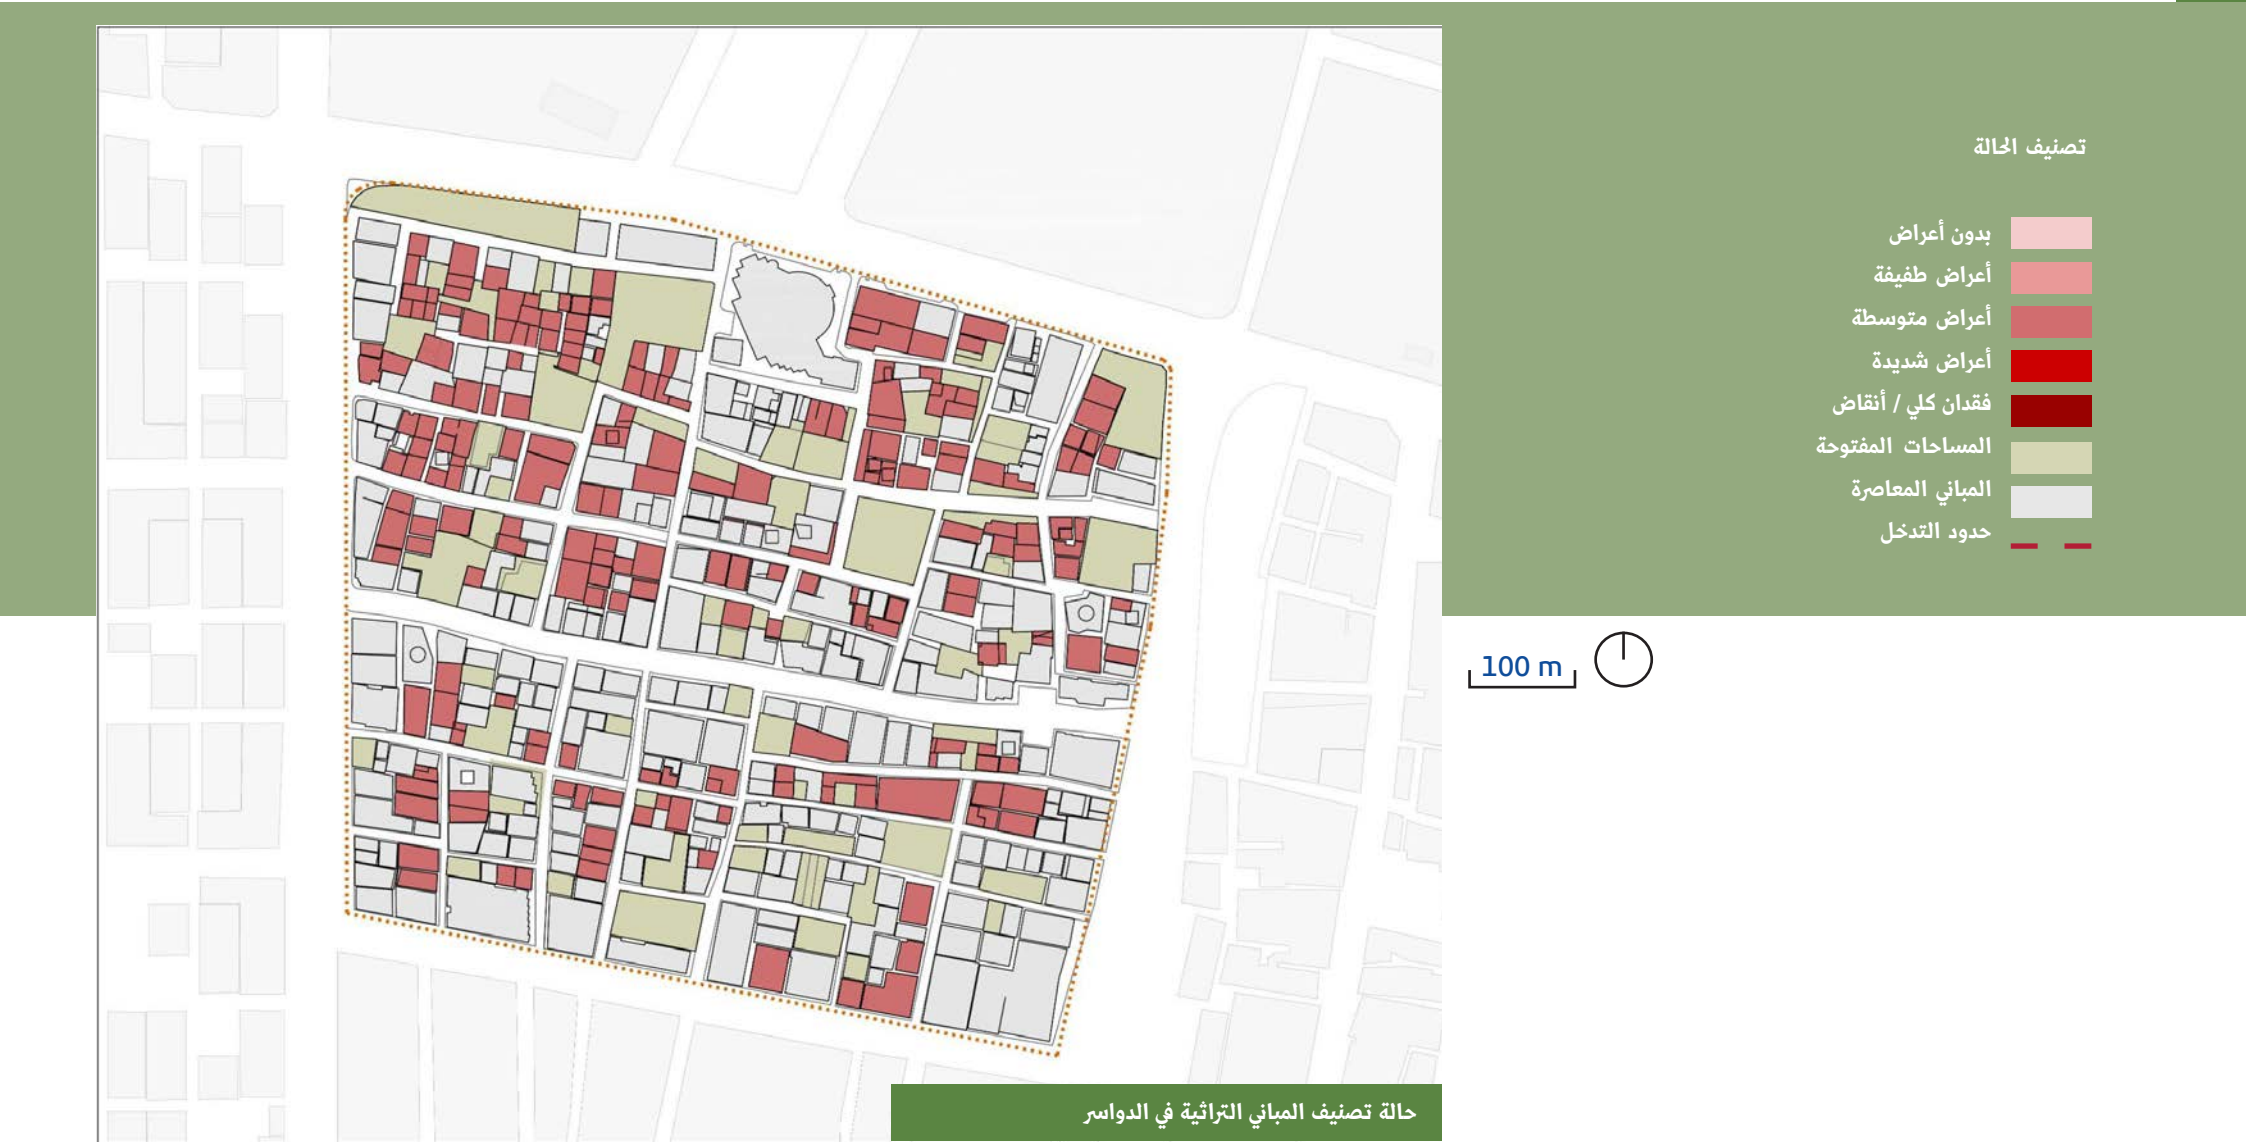 تصنيف الحالة
بدون أعراض
أعراض طفيفة
أعراض متوسطة
أعراض شديدة
فقدان كلي / أنقاض
المساحات المفتوحة
المباني المعاصرة
حدود التدخل
100 m
حالة تصنيف المباني التراثية في الدواسر